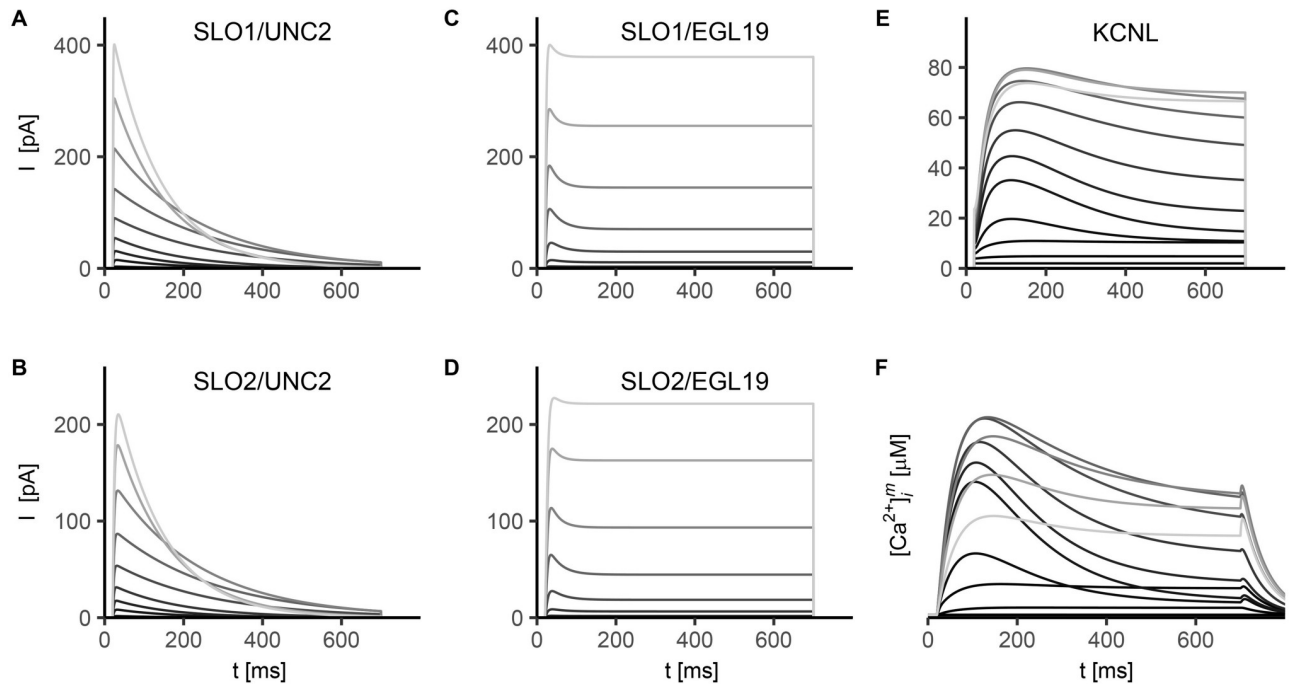 A
SLO1/UNC2
400
200
0
I [pA]
0 200 400 600
C
SLO1/EGL19
400
200
0
0 200 400 600
E
KCNL
80
60
40
20
0
0 200 400 600
B
SLO2/UNC2
200
100
0
I [pA]
0 200 400 600
t [ms]
D
SLO2/EGL19
200
100
0
0 200 400 600
t [ms]
F
[Ca²⁺]ᵢᵐ [μM]
0 200 400 600
t [ms]